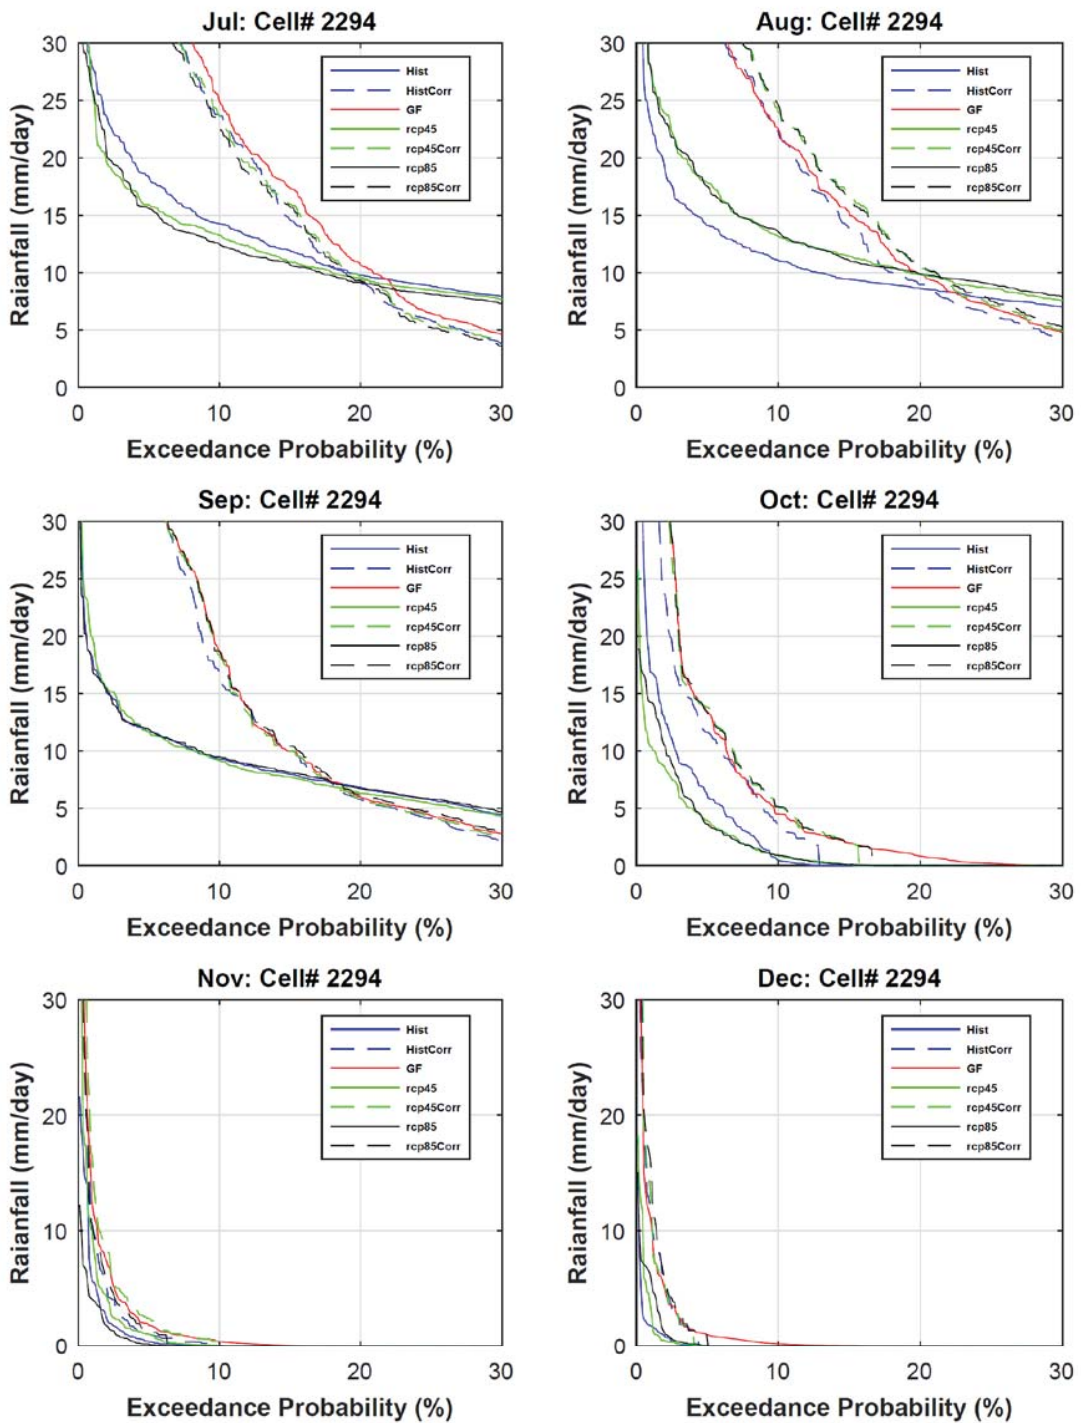 Jul: Cell# 2294
Raianfall (mm/day)
30
25
20
15
10
5
0
Hist
HistCorr
GF
rcp45
rcp45Corr
rcp85
rcp85Corr
0 10 20 30
Exceedance Probability (%)
Aug: Cell# 2294
Raianfall (mm/day)
30
25
20
15
10
5
0
Hist
HistCorr
GF
rcp45
rcp45Corr
rcp85
rcp85Corr
0 10 20 30
Exceedance Probability (%)
Sep: Cell# 2294
Raianfall (mm/day)
30
25
20
15
10
5
0
Hist
HistCorr
GF
rcp45
rcp45Corr
rcp85
rcp85Corr
0 10 20 30
Exceedance Probability (%)
Oct: Cell# 2294
Raianfall (mm/day)
30
25
20
15
10
5
0
Hist
HistCorr
GF
rcp45
rcp45Corr
rcp85
rcp85Corr
0 10 20 30
Exceedance Probability (%)
Nov: Cell# 2294
Raianfall (mm/day)
30
20
10
0
Hist
HistCorr
GF
rcp45
rcp45Corr
rcp85
rcp85Corr
0 10 20 30
Exceedance Probability (%)
Dec: Cell# 2294
Raianfall (mm/day)
30
20
10
0
Hist
HistCorr
GF
rcp45
rcp45Corr
rcp85
rcp85Corr
0 10 20 30
Exceedance Probability (%)